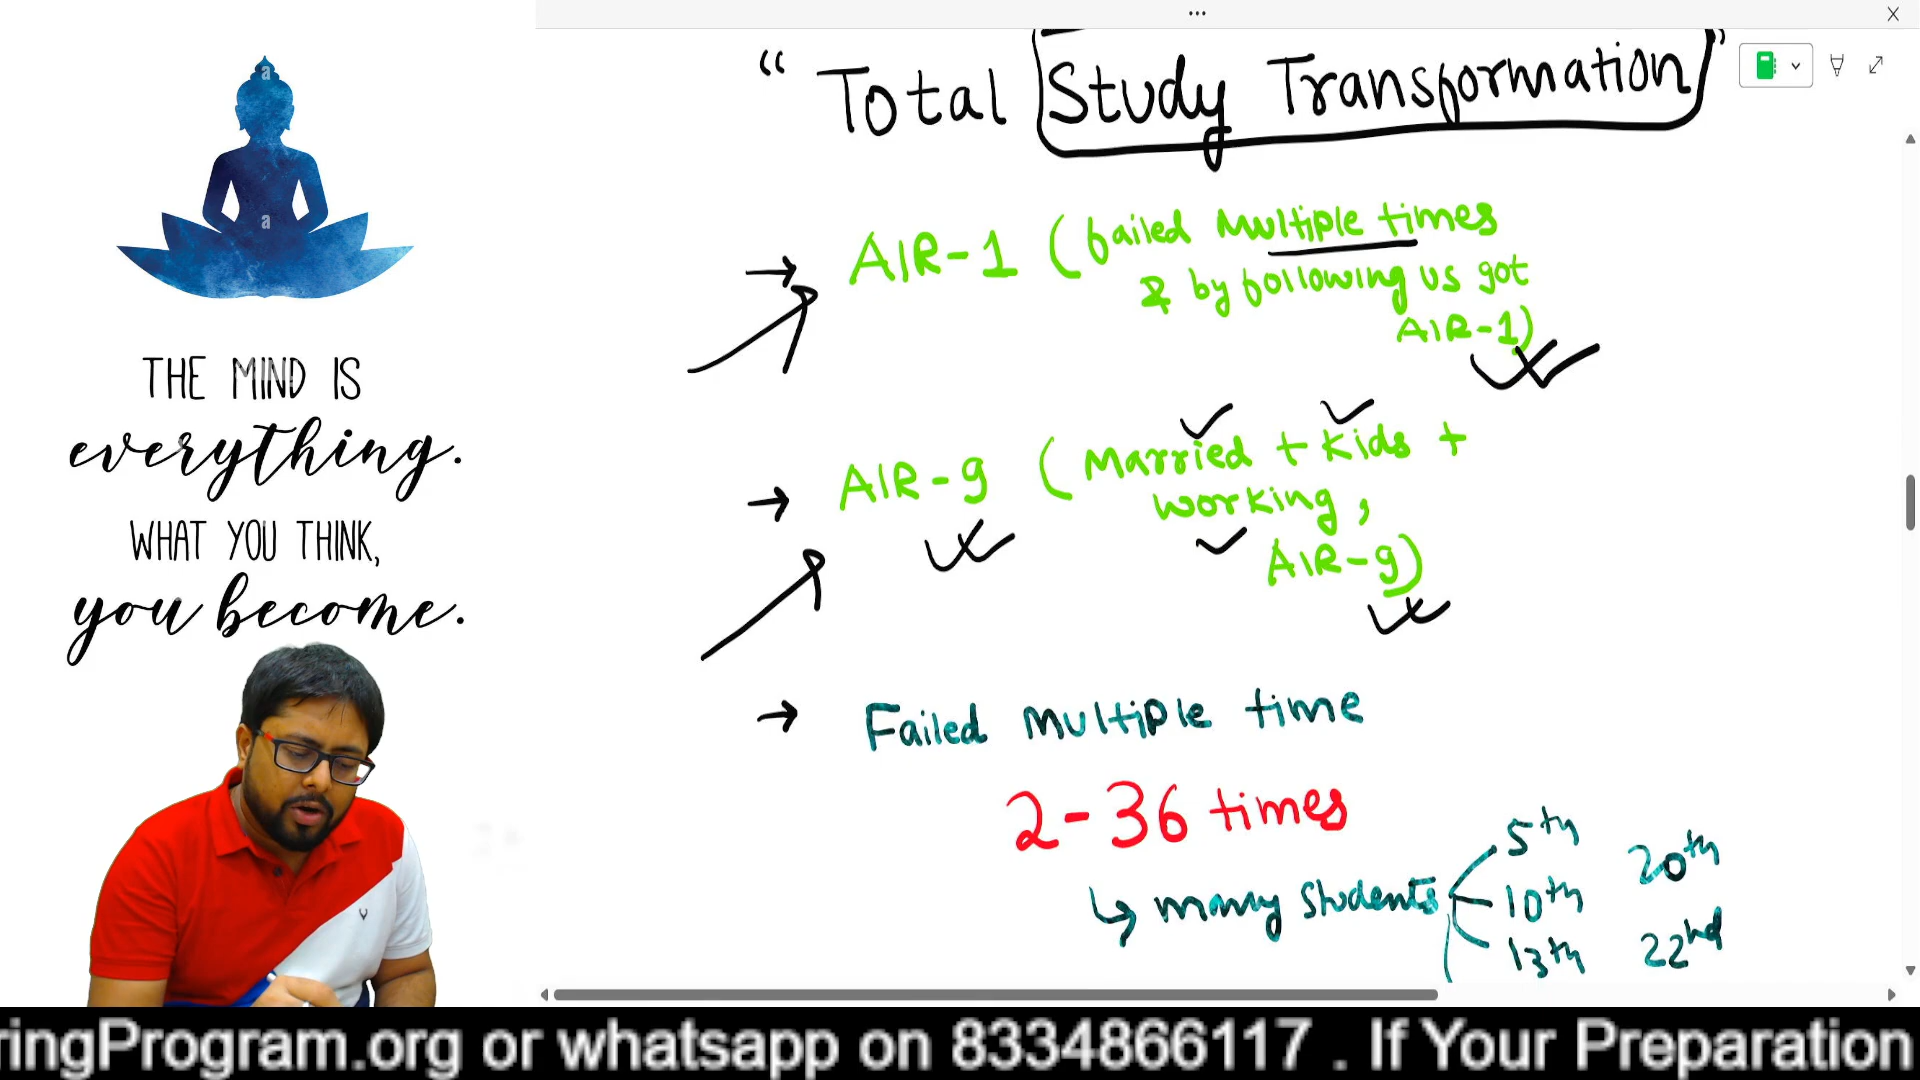 a
a
THE MIND IS
everything.
WHAT YOU THINK,
you become.
“ Total Study Transformation ”
→ AIR-1 (failed Multiple times
& by following us got
AIR-1)
→ AIR-9 (Married + Kids +
working,
AIR-9)
→ Failed Multiple time
2-36 times
↳ many students
5th
10th
13th
20th
22nd
ringProgram.org or whatsapp on 8334866117 . If Your Preparation